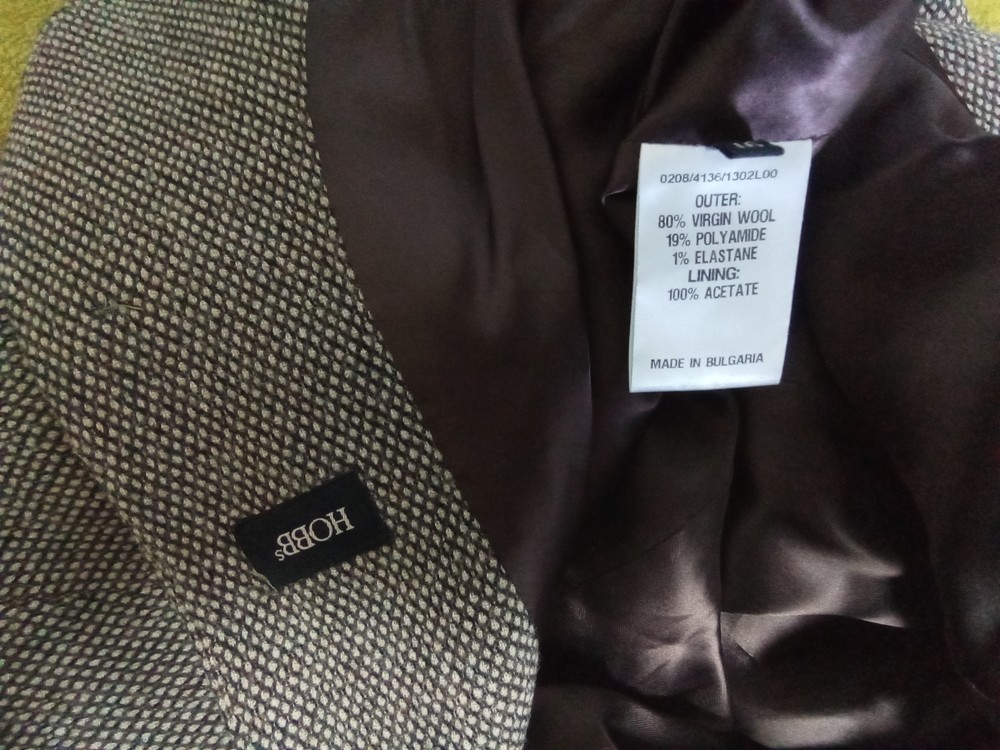 0208/4136/1302L00
OUTER:
80% VIRGIN WOOL
19% POLYAMIDE
1% ELASTANE
LINING:
100% ACETATE
MADE IN BULGARIA
HOBBs